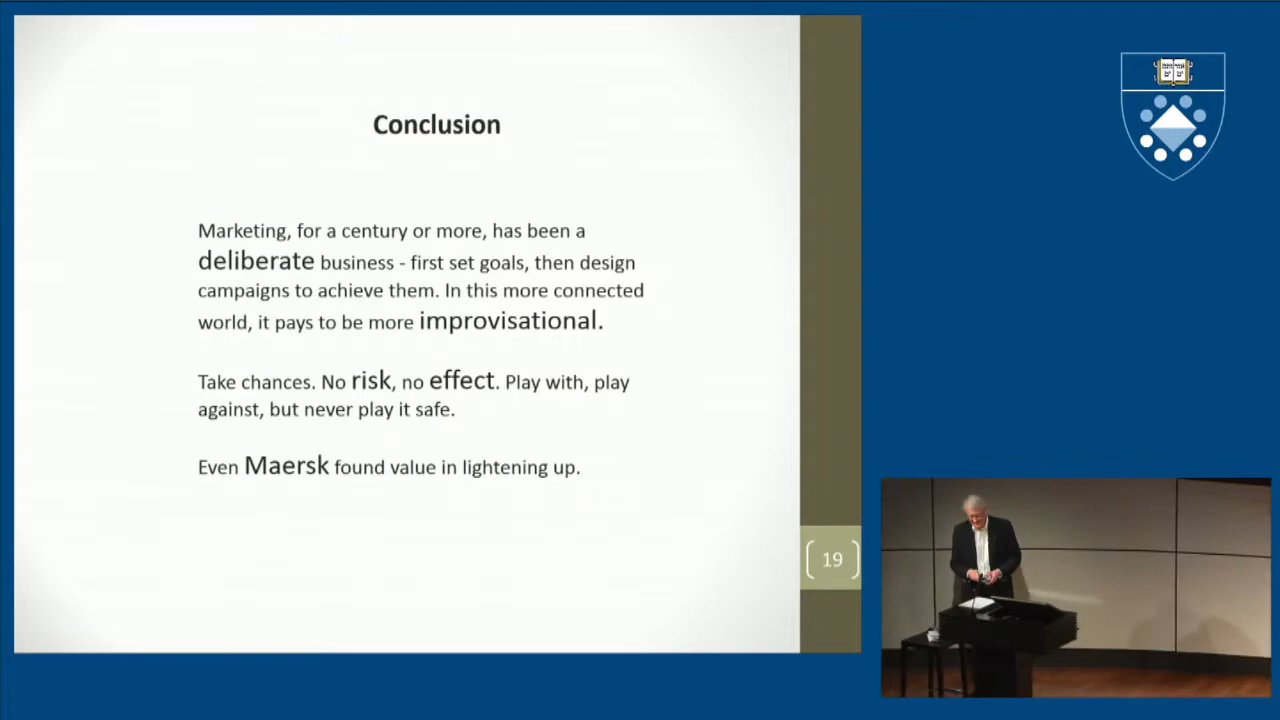 Conclusion
Marketing, for a century or more, has been a
deliberate business - first set goals, then design
campaigns to achieve them. In this more connected
world, it pays to be more improvisational.
Take chances. No risk, no effect. Play with, play
against, but never play it safe.
Even Maersk found value in lightening up.
19